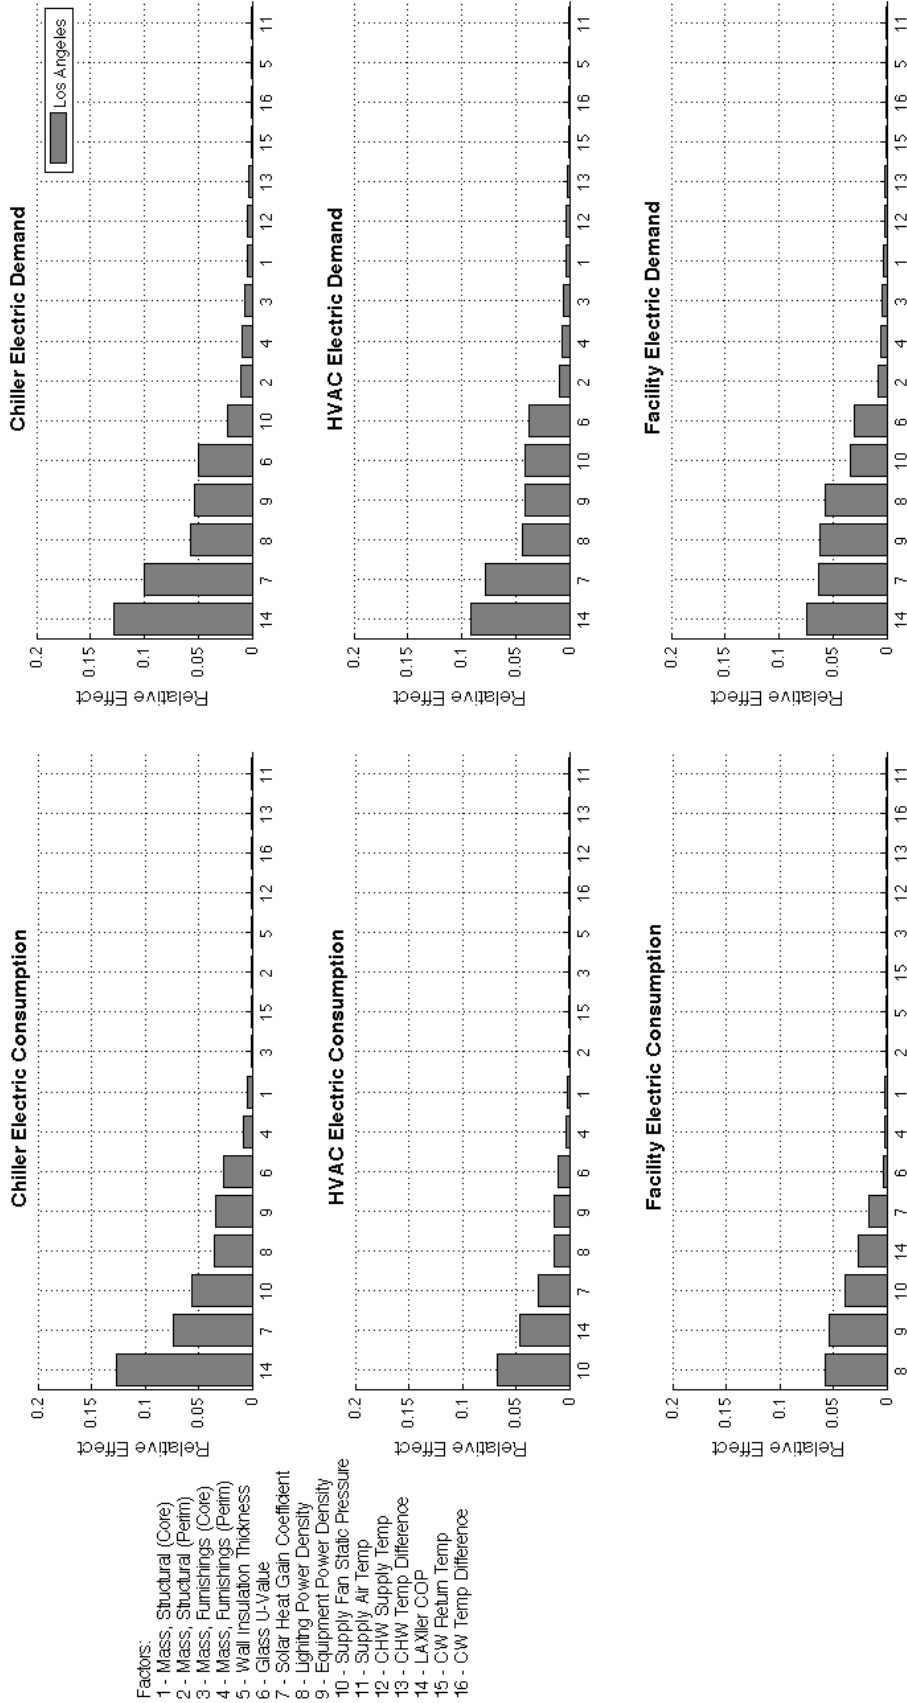 Factors:
1 - Mass, Structural (Core)
2 - Mass, Structural (Perim)
3 - Mass, Furnishings (Core)
4 - Mass, Furnishings (Perim)
5 - Wall Insulation Thickness
6 - Glass U-Value
7 - Solar Heat Gain Coefficient
8 - Lighitng Power Density
9 - Equipment Power Density
10 - Supply Fan Static Pressure
11 - Supply Air Temp
12 - CHW Supply Temp
13 - CHW Temp Difference
14 - LAXller COP
15 - CW Return Temp
16 - CW Temp Difference
Chiller Electric Consumption
Relative Effect
0.2
0.15
0.1
0.05
0
14 7 10 8 9 6 4 1 3 15 2 5 12 16 13 11
Chiller Electric Demand
Los Angeles
Relative Effect
0.2
0.15
0.1
0.05
0
14 7 8 9 6 10 2 4 3 1 12 13 15 16 5 11
HVAC Electric Consumption
Relative Effect
0.2
0.15
0.1
0.05
0
10 14 7 8 9 6 4 1 2 15 3 5 16 12 13 11
HVAC Electric Demand
Relative Effect
0.2
0.15
0.1
0.05
0
14 7 8 9 10 6 2 4 3 1 12 13 15 16 5 11
Facility Electric Consumption
Relative Effect
0.2
0.15
0.1
0.05
0
8 9 10 14 7 6 4 1 2 5 15 3 12 13 16 11
Facility Electric Demand
Relative Effect
0.2
0.15
0.1
0.05
0
14 7 9 8 10 6 2 4 3 1 12 13 15 16 5 11